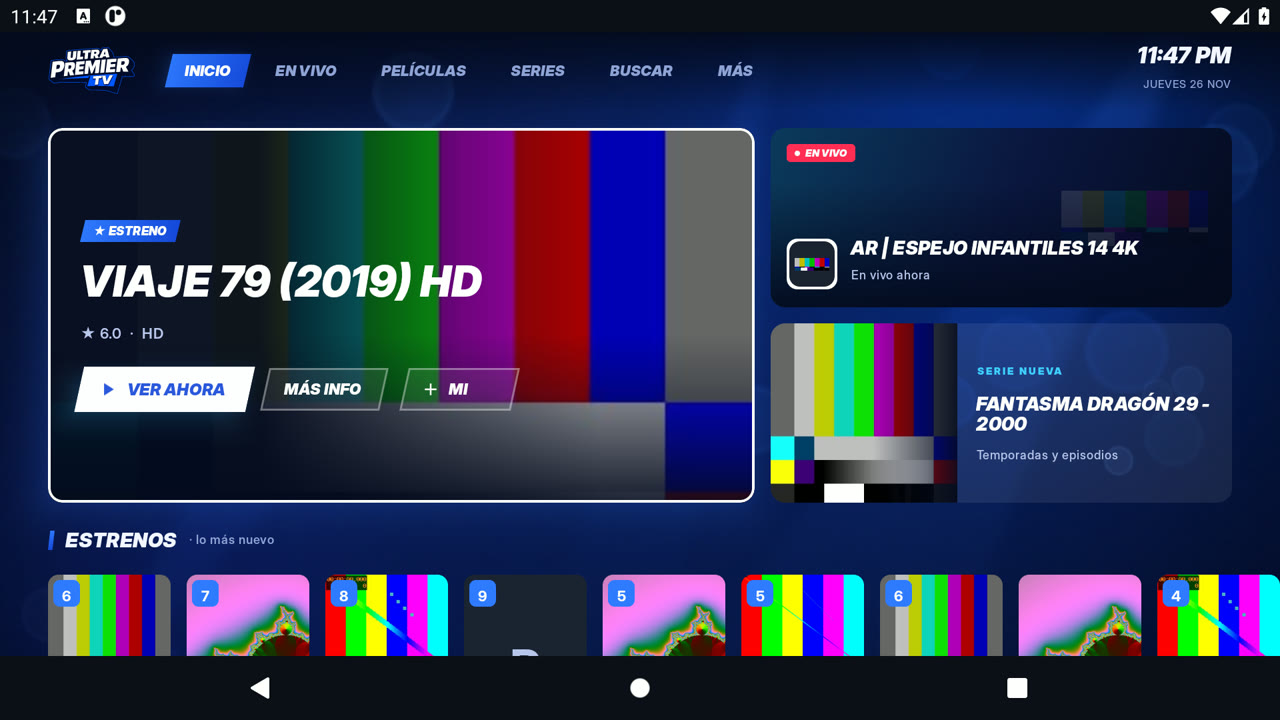 11:47
ULTRA
PREMIER
TV
INICIO
EN VIVO
PELÍCULAS
SERIES
BUSCAR
MÁS
11:47 PM
JUEVES 26 NOV
★ ESTRENO
VIAJE 79 (2019) HD
★ 6.0 · HD
VER AHORA
MÁS INFO
+ MI
EN VIVO
AR | ESPEJO INFANTILES 14 4K
En vivo ahora
SERIE NUEVA
FANTASMA DRAGÓN 29 -
2000
Temporadas y episodios
ESTRENOS
· lo más nuevo
6
7
8
9
5
5
6
4